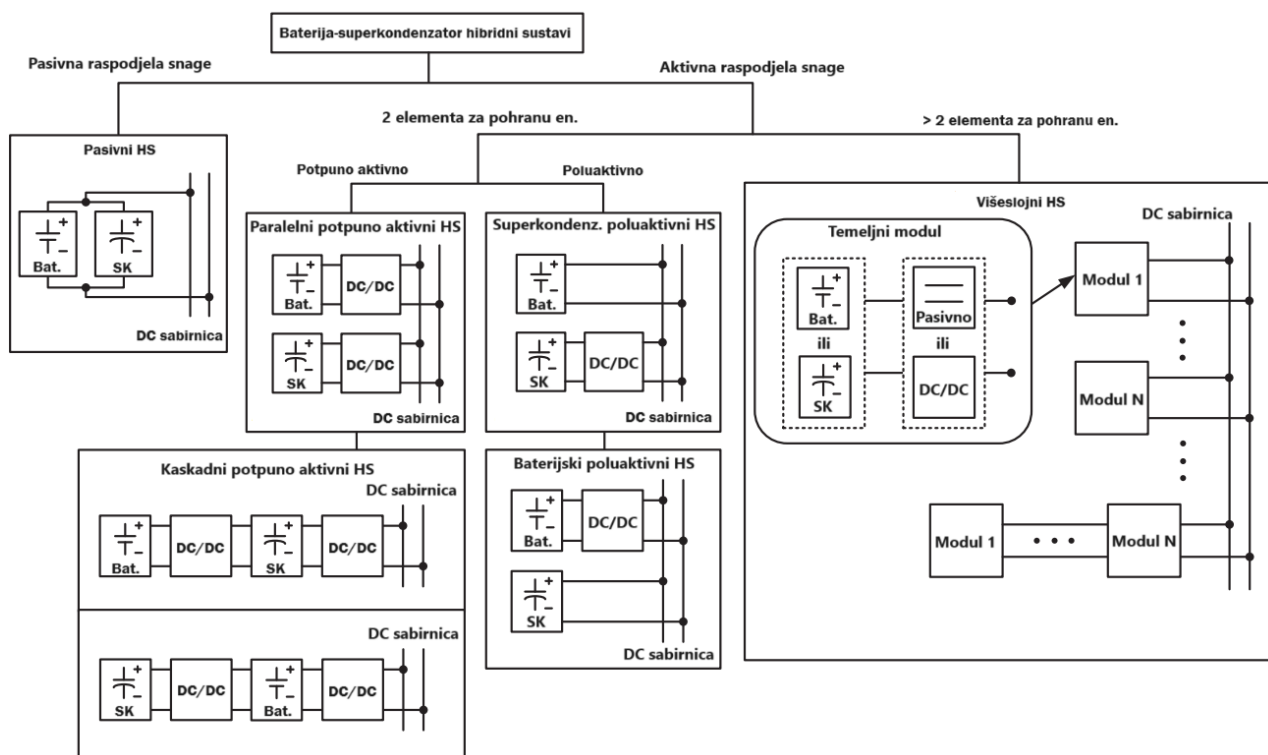 Baterija-superkondenzator hibridni sustavi
Pasivna raspodjela snage
Aktivna raspodjela snage
2 elementa za pohranu en.
> 2 elementa za pohranu en.
Pasivni HS
+
−
Bat.
+
−
SK
DC sabirnica
Potpuno aktivno
Poluaktivno
Paralelni potpuno aktivni HS
+
−
Bat.
DC/DC
+
−
SK
DC/DC
DC sabirnica
Superkondenz. poluaktivni HS
+
−
Bat.
+
−
SK
DC/DC
DC sabirnica
Kaskadni potpuno aktivni HS
DC sabirnica
+
−
Bat.
DC/DC
+
−
SK
DC/DC
DC sabirnica
+
−
SK
DC/DC
+
−
Bat.
DC/DC
Baterijski poluaktivni HS
+
−
Bat.
DC/DC
+
−
SK
DC sabirnica
Višeslojni HS
DC sabirnica
Temeljni modul
+
−
Bat.
ili
+
−
SK
Pasivno
ili
DC/DC
Modul 1
Modul N
Modul 1
Modul N